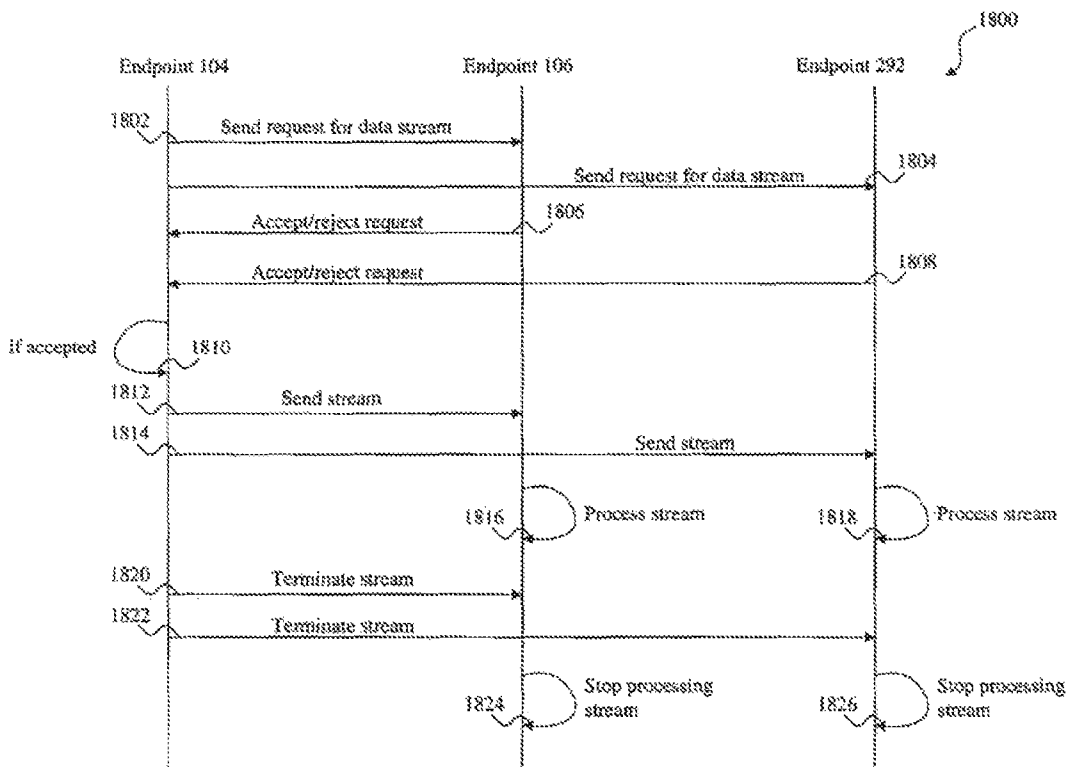 1800
Endpoint 104
Endpoint 106
Endpoint 292
1802
Send request for data stream
Send request for data stream
1804
Accept/reject request
1806
Accept/reject request
1808
If accepted
1810
1812
Send stream
1814
Send stream
1816
Process stream
1818
Process stream
1820
Terminate stream
1822
Terminate stream
1824
Stop processing
stream
1826
Stop processing
stream